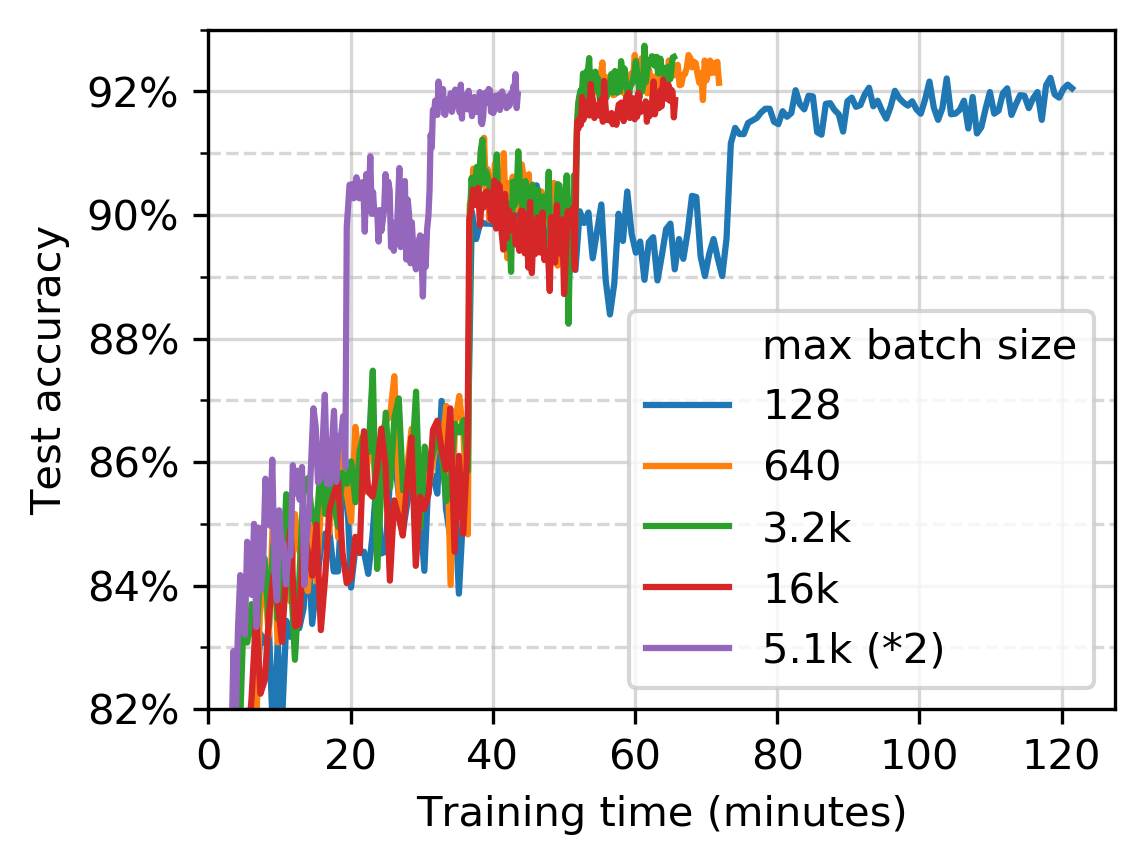 92%
90%
88%
86%
84%
82%
Test accuracy
0 20 40 60 80 100 120
Training time (minutes)
max batch size
128
640
3.2k
16k
5.1k (*2)